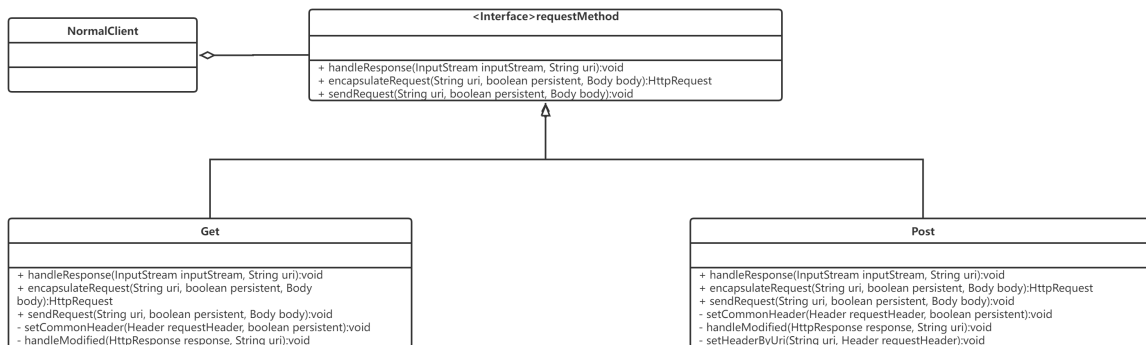 NormalClient
<Interface>requestMethod
+ handleResponse(InputStream inputStream, String uri):void
+ encapsulateRequest(String uri, boolean persistent, Body body):HttpRequest
+ sendRequest(String uri, boolean persistent, Body body):void
Get
+ handleResponse(InputStream inputStream, String uri):void
+ encapsulateRequest(String uri, boolean persistent, Body
body):HttpRequest
+ sendRequest(String uri, boolean persistent, Body body):void
- setCommonHeader(Header requestHeader, boolean persistent):void
- handleModified(HttpResponse response, String uri):void
Post
+ handleResponse(InputStream inputStream, String uri):void
+ encapsulateRequest(String uri, boolean persistent, Body body):HttpRequest
+ sendRequest(String uri, boolean persistent, Body body):void
- setCommonHeader(Header requestHeader, boolean persistent):void
- handleModified(HttpResponse response, String uri):void
- setHeaderByUri(String uri, Header requestHeader):void